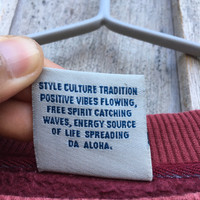 STYLE CULTURE TRADITION
POSITIVE VIBES FLOWING,
FREE SPIRIT CATCHING
WAVES, ENERGY SOURCE
OF LIFE SPREADING
DA ALOHA.